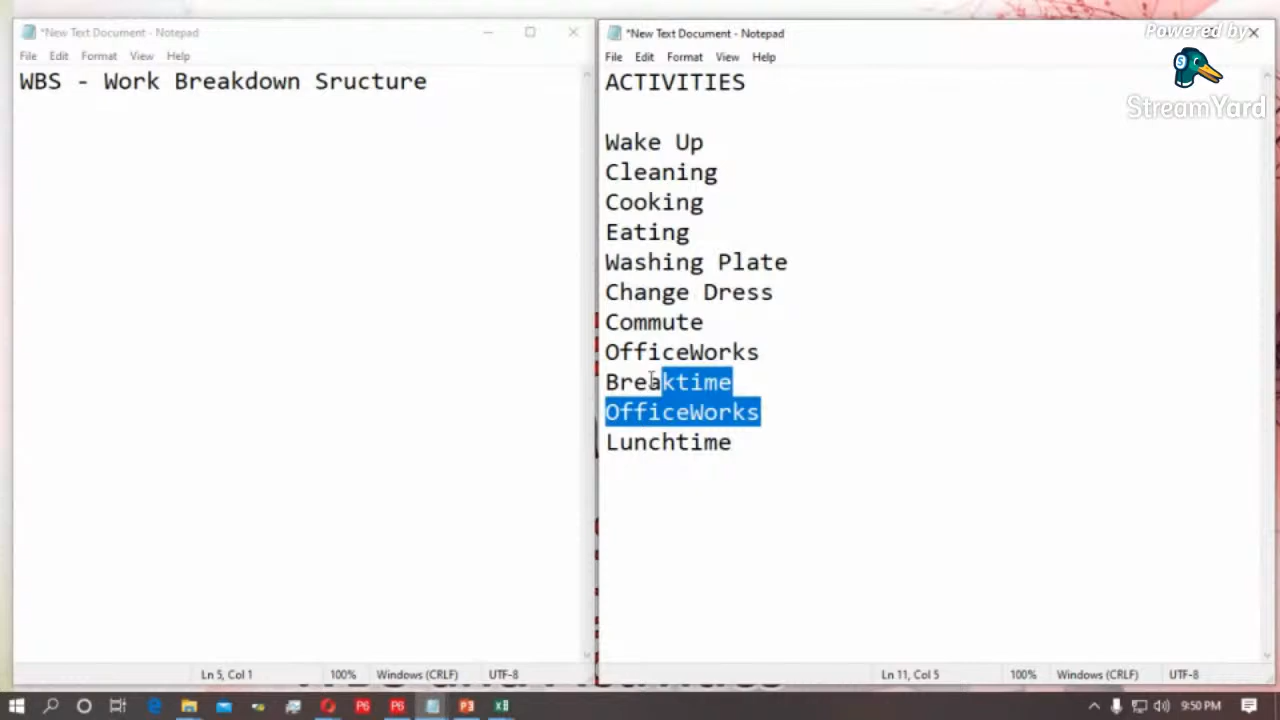 *New Text Document - Notepad
File Edit Format View Help
WBS - Work Breakdown Sructure
Ln 5, Col 1 100% Windows (CRLF) UTF-8
*New Text Document - Notepad
File Edit Format View Help
ACTIVITIES
Wake Up
Cleaning
Cooking
Eating
Washing Plate
Change Dress
Commute
OfficeWorks
Breaktime
OfficeWorks
Lunchtime
Ln 11, Col 5 100% Windows (CRLF) UTF-8
Powered by
StreamYard
P6 P6
9:50 PM